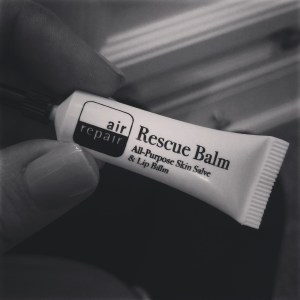 air
repair
Rescue Balm
All-Purpose Skin Salve
& Lip Balm